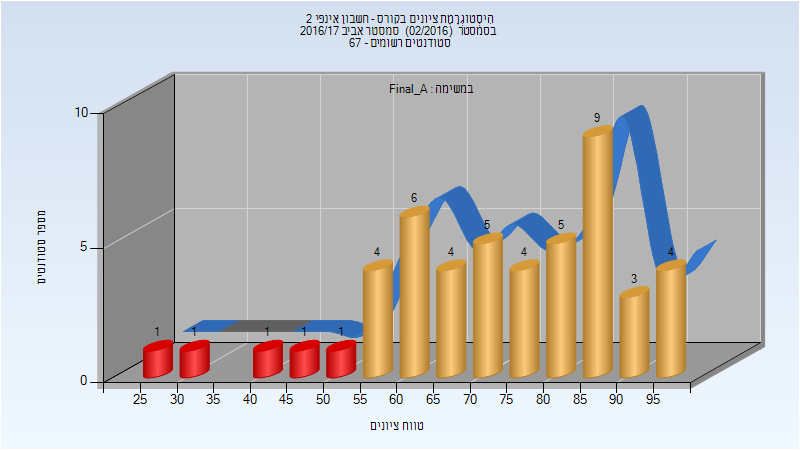 היסטוגרמת ציונים בקורס - חשבון אינפי 2
בסמסטר (02/2016) סמסטר אביב 2016/17
סטודנטים רשומים - 67
במשימה : Final_A
מספר סטודנטים
10
5
0
1
1
1
1
1
4
6
4
5
4
5
9
3
4
25 30 35 40 45 50 55 60 65 70 75 80 85 90 95
טווח ציונים